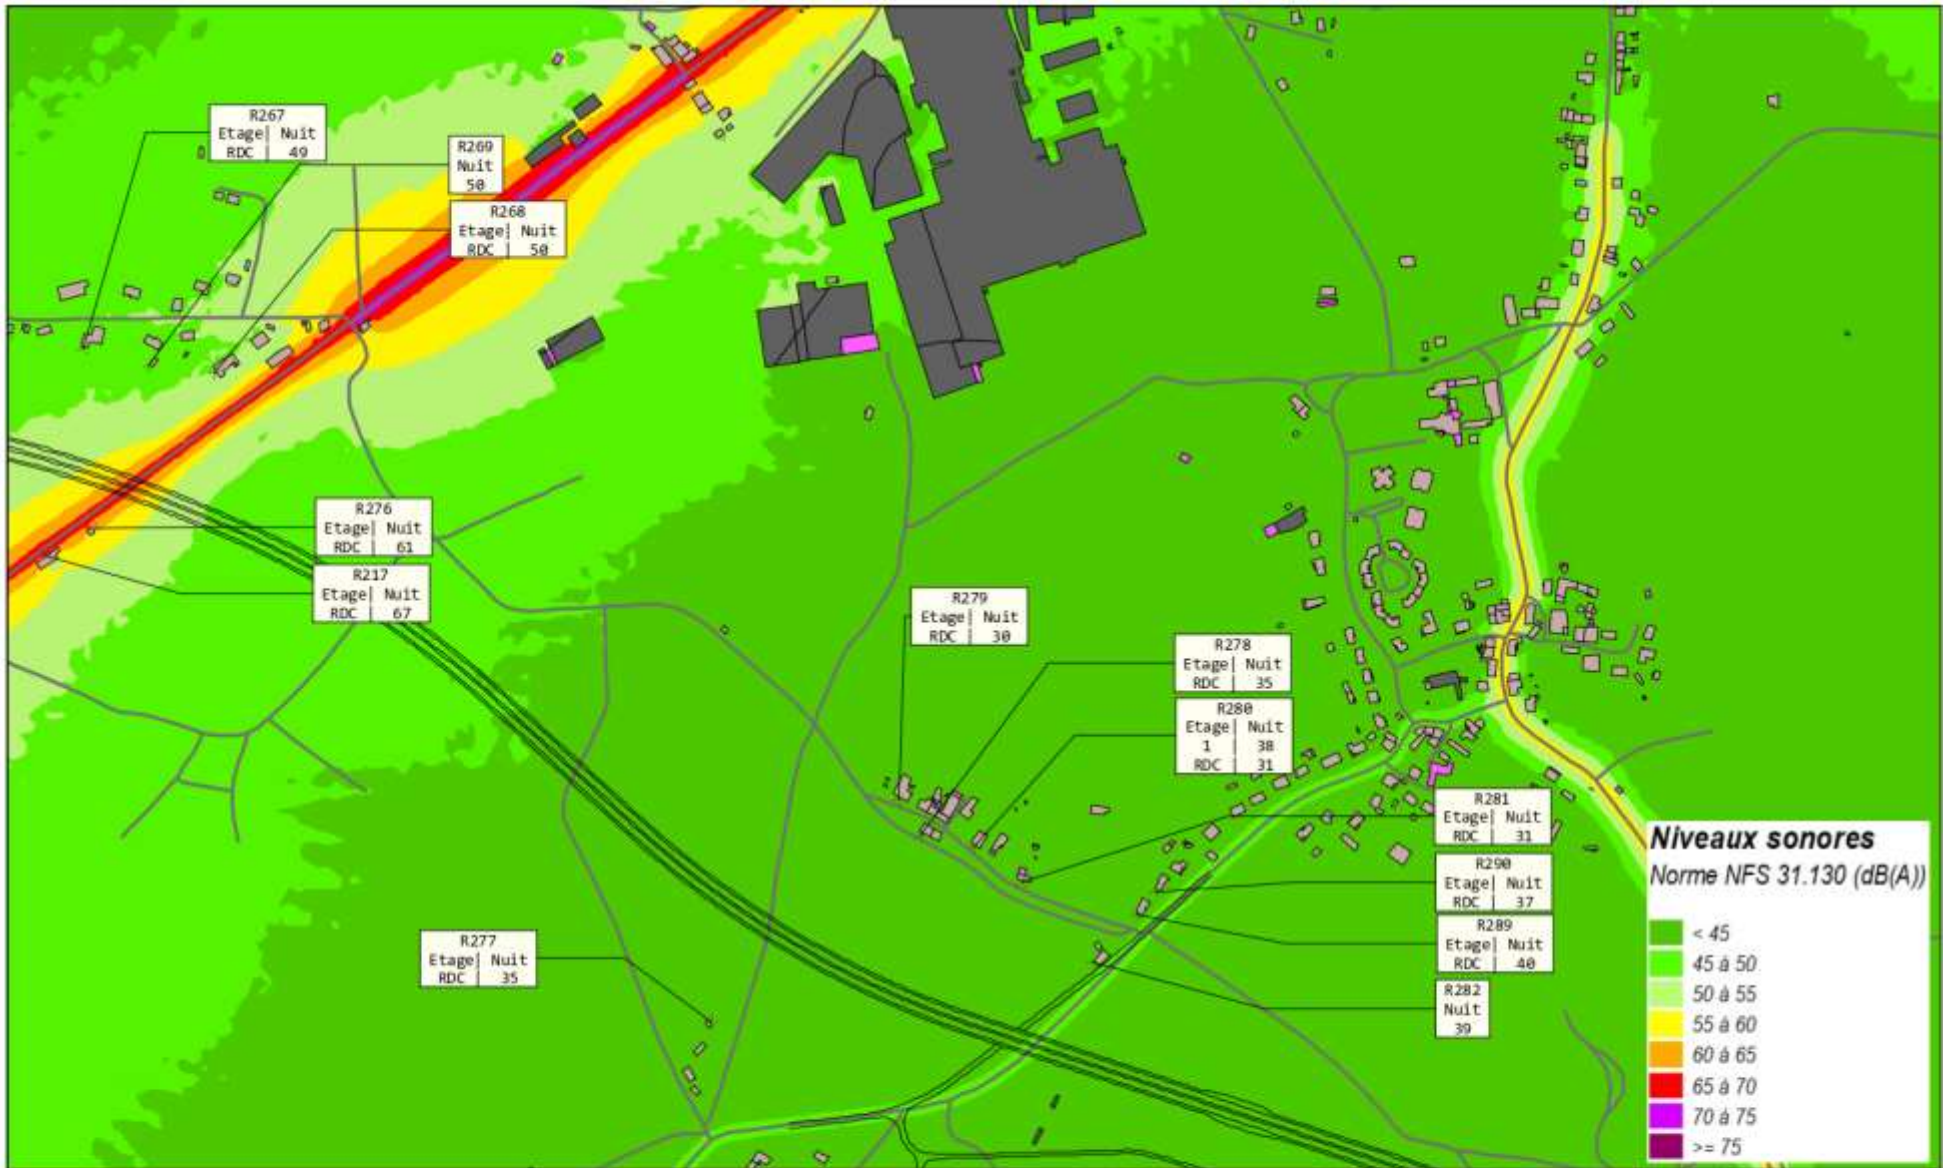 R267
Etage| Nuit
RDC | 49
R269
Nuit
50
R268
Etage| Nuit
RDC | 50
R276
Etage| Nuit
RDC | 61
R217
Etage| Nuit
RDC | 67
R279
Etage| Nuit
RDC | 30
R278
Etage| Nuit
RDC | 35
R280
Etage| Nuit
1 | 38
RDC | 31
R281
Etage| Nuit
RDC | 31
R290
Etage| Nuit
RDC | 37
R289
Etage| Nuit
RDC | 40
R282
Nuit
39
R277
Etage| Nuit
RDC | 35
Niveaux sonores
Norme NFS 31.130 (dB(A))
< 45
45 à 50
50 à 55
55 à 60
60 à 65
65 à 70
70 à 75
>= 75